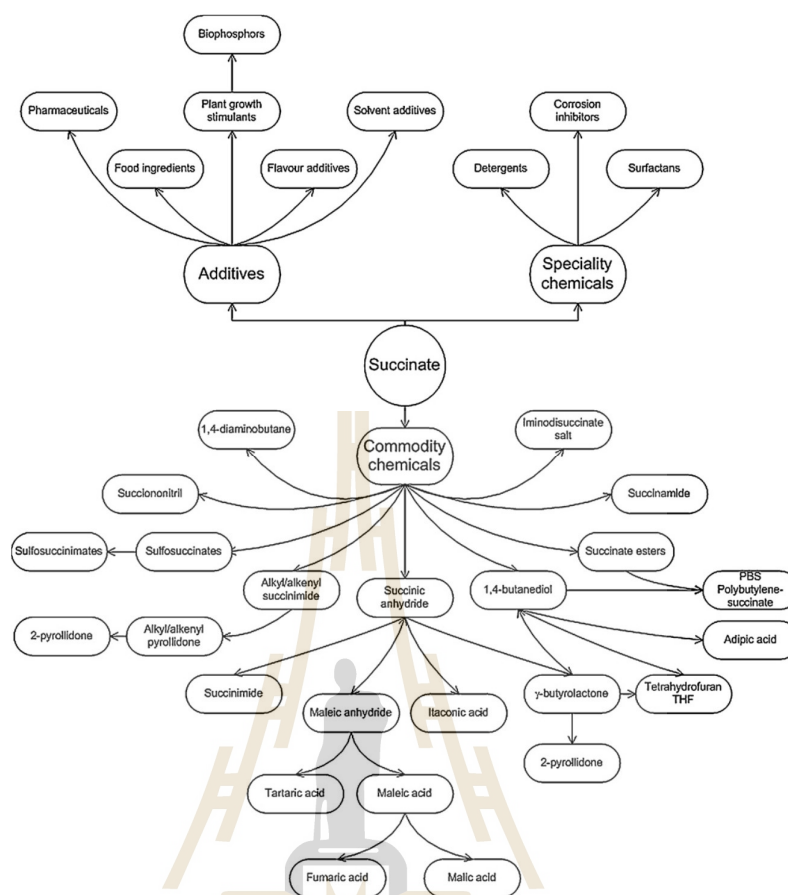 Biophosphors
Pharmaceuticals
Plant growth
stimulants
Solvent additives
Corrosion
inhibitors
Food ingredients
Flavour additives
Detergents
Surfactans
Additives
Speciality
chemicals
Succinate
1,4-diaminobutane
Commodity
chemicals
Iminodisuccinate
salt
Succiononitril
Succinamide
Sulfosuccinimates
Sulfosuccinates
Succinate esters
Alkyl/alkenyl
succinimide
Succinic
anhydride
1,4-butanediol
PBS
Polybutylene-
succinate
2-pyrollidone
Alkyl/alkenyl
pyrollidone
Adipic acid
Succinimide
Maleic anhydride
Itaconic acid
γ-butyrolactone
Tetrahydrofuran
THF
2-pyrollidone
Tartaric acid
Maleic acid
Fumaric acid
Malic acid